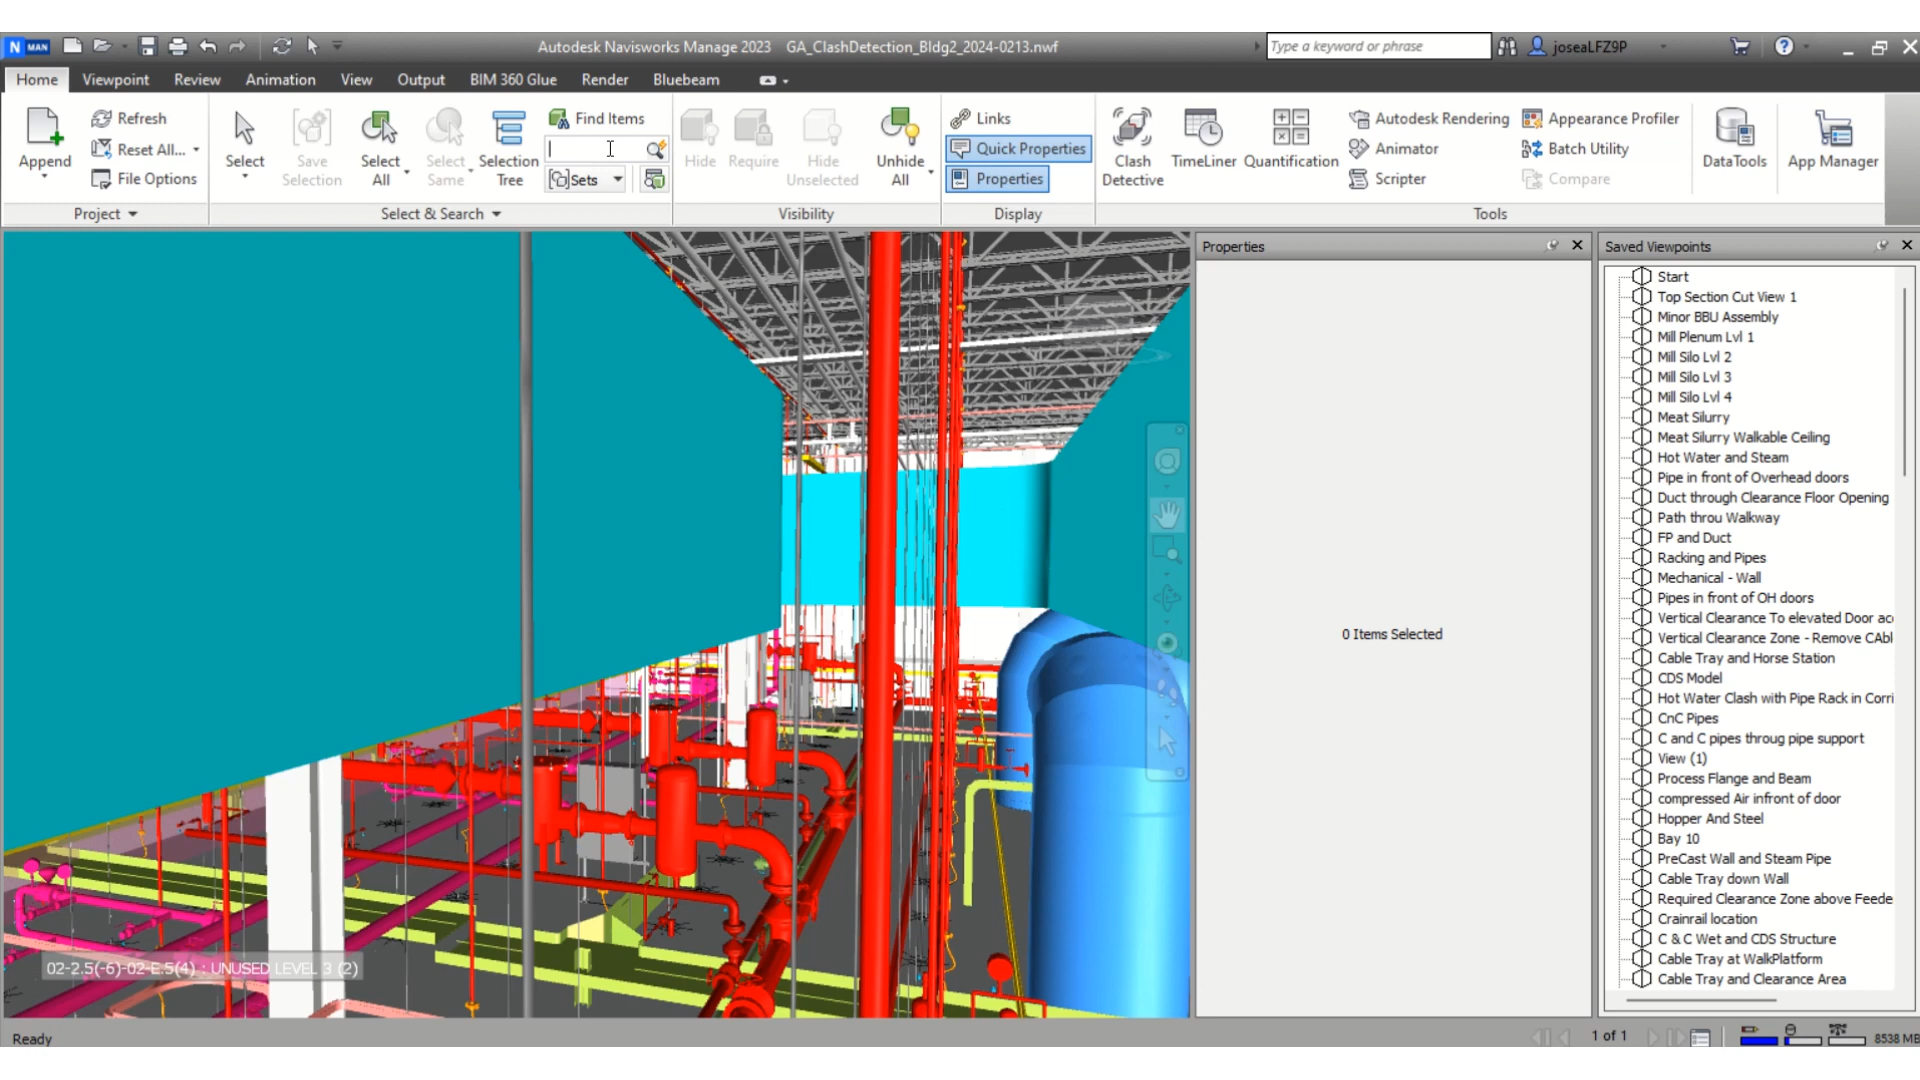 N MAN
Autodesk Navisworks Manage 2023 GA_ClashDetection_Bldg2_2024-0213.nwf
Type a keyword or phrase
joseaLFZ9P
Home Viewpoint Review Animation View Output BIM 360 Glue Render Bluebeam
Append
Refresh
Reset All...
File Options
Project
Select
Save Selection
Select All
Select Same
Selection Tree
Find Items
Sets
Select & Search
Hide
Require
Hide Unselected
Unhide All
Visibility
Links
Quick Properties
Properties
Display
Clash Detective
TimeLiner
Quantification
Autodesk Rendering
Animator
Scripter
Appearance Profiler
Batch Utility
Compare
DataTools
App Manager
Tools
02-2.5(-6)-02-E.5(4) : UNUSED LEVEL 3 (2)
Properties
0 Items Selected
Saved Viewpoints
Start
Top Section Cut View 1
Minor BBU Assembly
Mill Plenum Lvl 1
Mill Silo Lvl 2
Mill Silo Lvl 3
Mill Silo Lvl 4
Meat Silurry
Meat Silurry Walkable Ceiling
Hot Water and Steam
Pipe in front of Overhead doors
Duct through Clearance Floor Opening
Path throu Walkway
FP and Duct
Racking and Pipes
Mechanical - Wall
Pipes in front of OH doors
Vertical Clearance To elevated Door ac
Vertical Clearance Zone - Remove CAbl
Cable Tray and Horse Station
CDS Model
Hot Water Clash with Pipe Rack in Corri
CnC Pipes
C and C pipes throug pipe support
View (1)
Process Flange and Beam
compressed Air infront of door
Hopper And Steel
Bay 10
PreCast Wall and Steam Pipe
Cable Tray down Wall
Required Clearance Zone above Feede
Crainrail location
C & C Wet and CDS Structure
Cable Tray at WalkPlatform
Cable Tray and Clearance Area
Ready
1 of 1
8538 MB